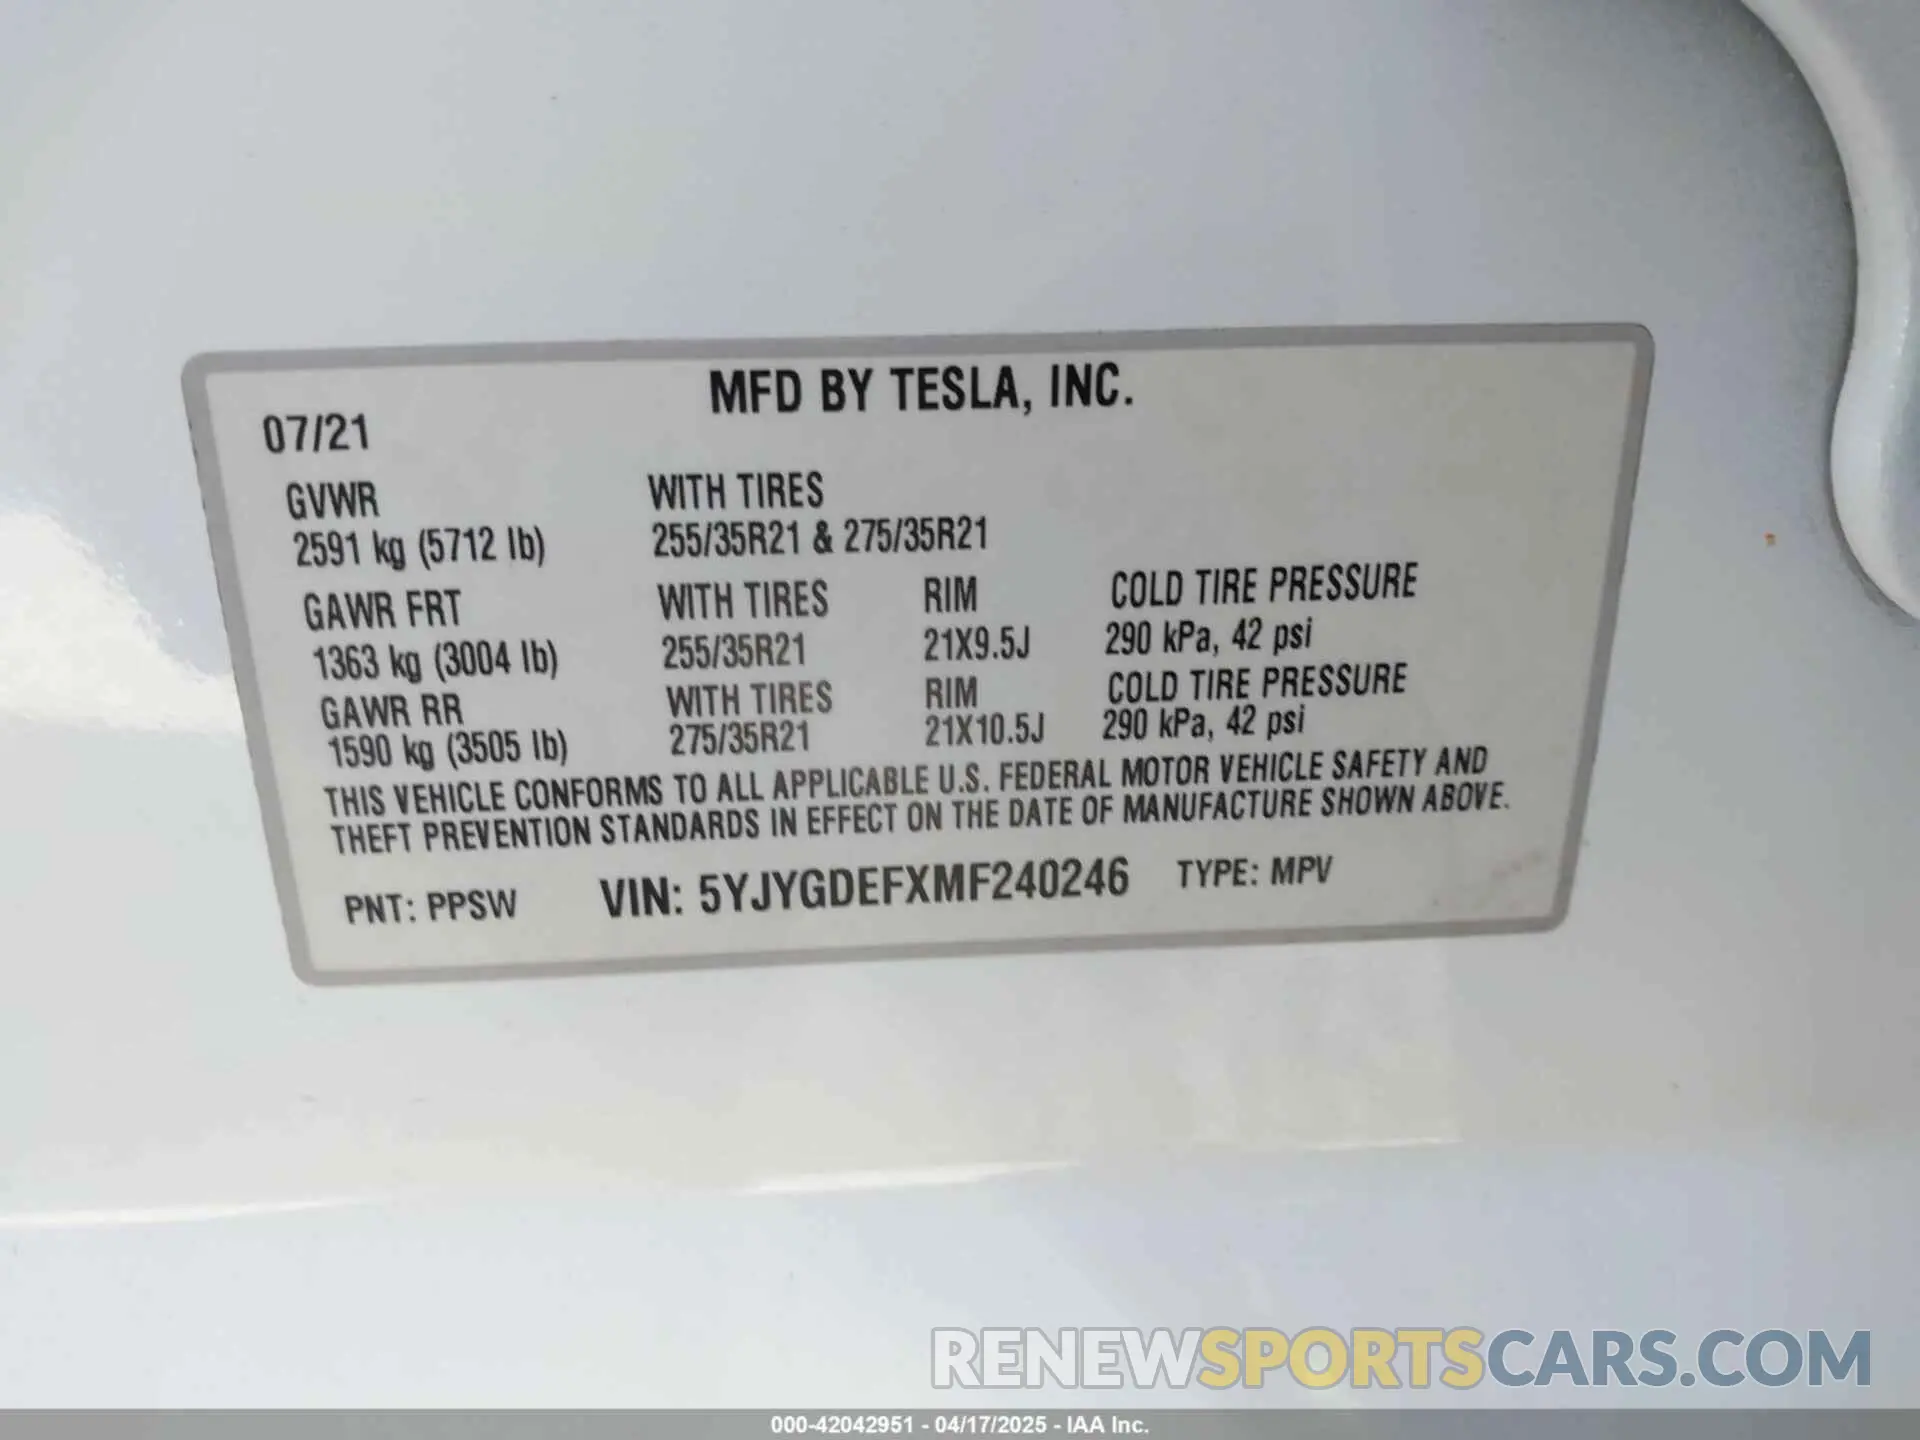 MFD BY TESLA, INC.
07/21
GVWR WITH TIRES
2591 kg (5712 lb) 255/35R21 & 275/35R21
GAWR FRT WITH TIRES RIM COLD TIRE PRESSURE
1363 kg (3004 lb) 255/35R21 21X9.5J 290 kPa, 42 psi
GAWR RR WITH TIRES RIM COLD TIRE PRESSURE
1590 kg (3505 lb) 275/35R21 21X10.5J 290 kPa, 42 psi
THIS VEHICLE CONFORMS TO ALL APPLICABLE U.S. FEDERAL MOTOR VEHICLE SAFETY AND
THEFT PREVENTION STANDARDS IN EFFECT ON THE DATE OF MANUFACTURE SHOWN ABOVE.
PNT: PPSW VIN: 5YJYGDEFXMF240246 TYPE: MPV
RENEWSPORTSCARS.COM
000-42042951 - 04/17/2025 - IAA Inc.